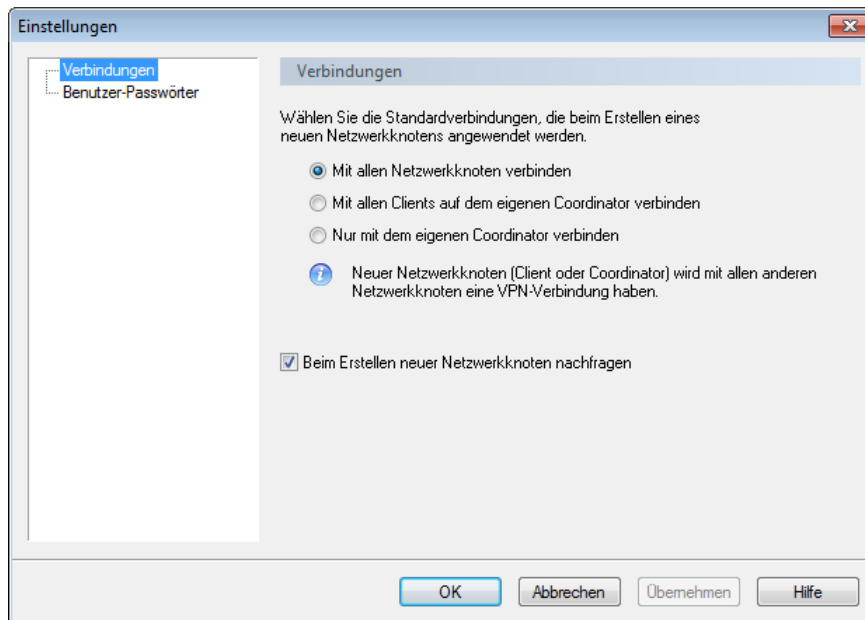 Einstellungen
Verbindungen
Benutzer-Passwörter
Verbindungen
Wählen Sie die Standardverbindungen, die beim Erstellen eines
neuen Netzwerkknotens angewendet werden.
Mit allen Netzwerkknoten verbinden
Mit allen Clients auf dem eigenen Coordinator verbinden
Nur mit dem eigenen Coordinator verbinden
Neuer Netzwerkknoten (Client oder Coordinator) wird mit allen anderen
Netzwerkknoten eine VPN-Verbindung haben.
Beim Erstellen neuer Netzwerkknoten nachfragen
OK
Abbrechen
Übernehmen
Hilfe